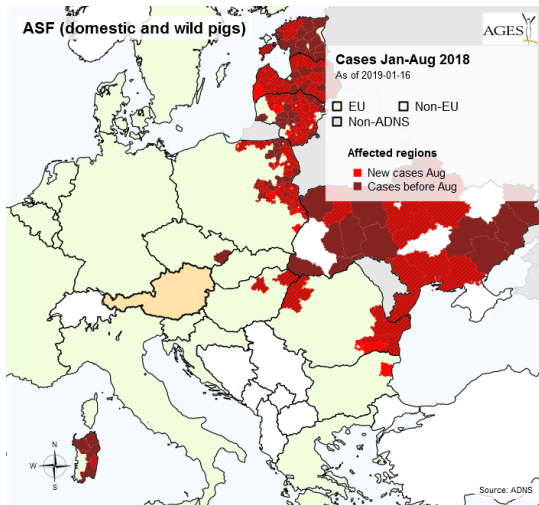 ASF (domestic and wild pigs)
AGES
Cases Jan-Aug 2018
As of 2019-01-16
EU
Non-EU
Non-ADNS
Affected regions
New cases Aug
Cases before Aug
N
W
E
S
Source: ADNS